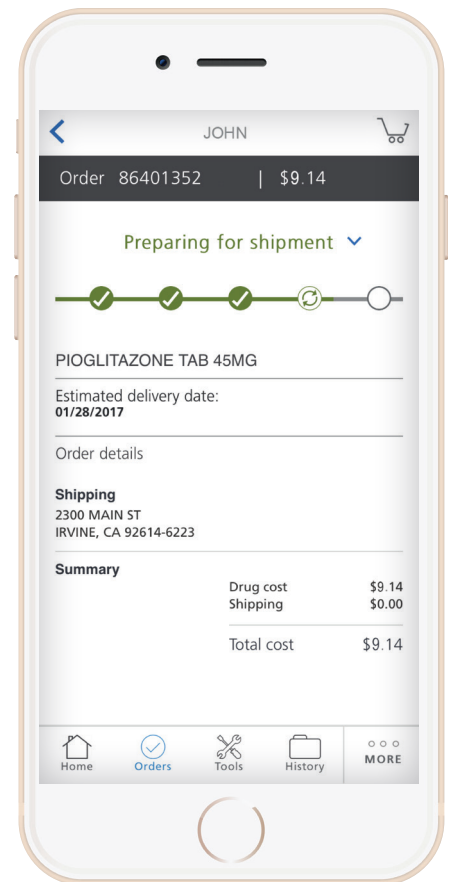 JOHN
Order 86401352 | $9.14
Preparing for shipment
PIOGLITAZONE TAB 45MG
Estimated delivery date:
01/28/2017
Order details
Shipping
2300 MAIN ST
IRVINE, CA 92614-6223
Summary
Drug cost $9.14
Shipping $0.00
Total cost $9.14
Home Orders Tools History MORE